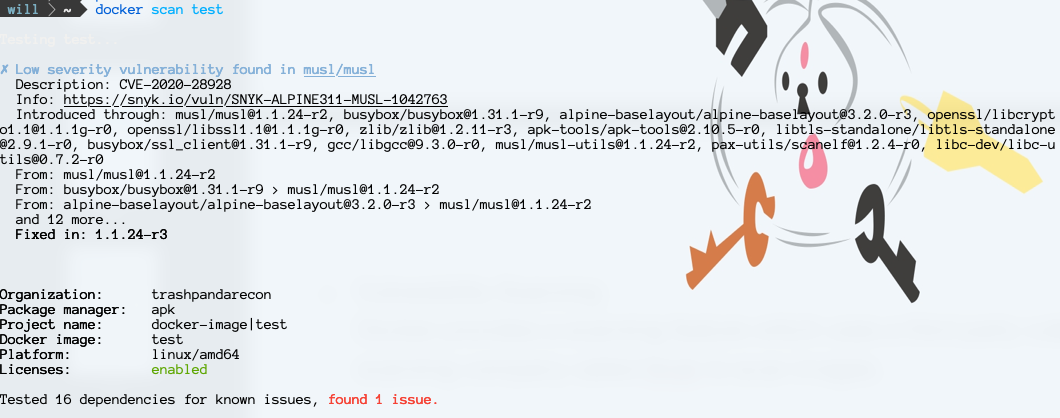 will ~ docker scan test
Testing test...
✗ Low severity vulnerability found in musl/musl
Description: CVE-2020-28928
Info: https://snyk.io/vuln/SNYK-ALPINE311-MUSL-1042763
Introduced through: musl/musl@1.1.24-r2, busybox/busybox@1.31.1-r9, alpine-baselayout/alpine-baselayout@3.2.0-r3, openssl/libcrypt
o1.1@1.1.1g-r0, openssl/libssl1.1@1.1.1g-r0, zlib/zlib@1.2.11-r3, apk-tools/apk-tools@2.10.5-r0, libtls-standalone/libtls-standalone
@2.9.1-r0, busybox/ssl_client@1.31.1-r9, gcc/libgcc@9.3.0-r0, musl/musl-utils@1.1.24-r2, pax-utils/scanelf@1.2.4-r0, libc-dev/libc-u
tils@0.7.2-r0
From: musl/musl@1.1.24-r2
From: busybox/busybox@1.31.1-r9 > musl/musl@1.1.24-r2
From: alpine-baselayout/alpine-baselayout@3.2.0-r3 > musl/musl@1.1.24-r2
and 12 more...
Fixed in: 1.1.24-r3
Organization: trashpandarecon
Package manager: apk
Project name: docker-image|test
Docker image: test
Platform: linux/amd64
Licenses: enabled
Tested 16 dependencies for known issues, found 1 issue.